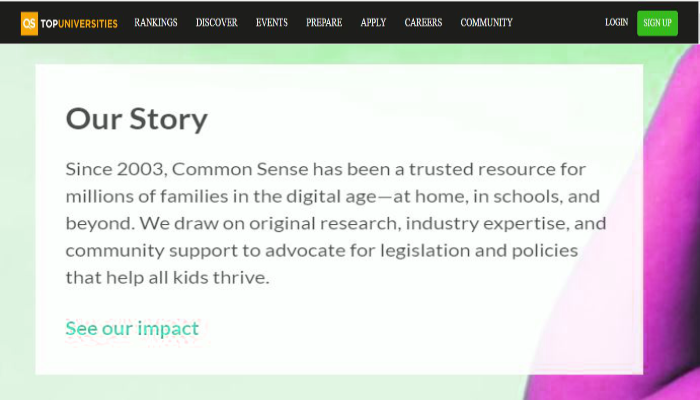 QS TOPUNIVERSITIES RANKINGS DISCOVER EVENTS PREPARE APPLY CAREERS COMMUNITY LOGIN SIGN UP
Our Story
Since 2003, Common Sense has been a trusted resource for
millions of families in the digital age—at home, in schools, and
beyond. We draw on original research, industry expertise, and
community support to advocate for legislation and policies
that help all kids thrive.
See our impact